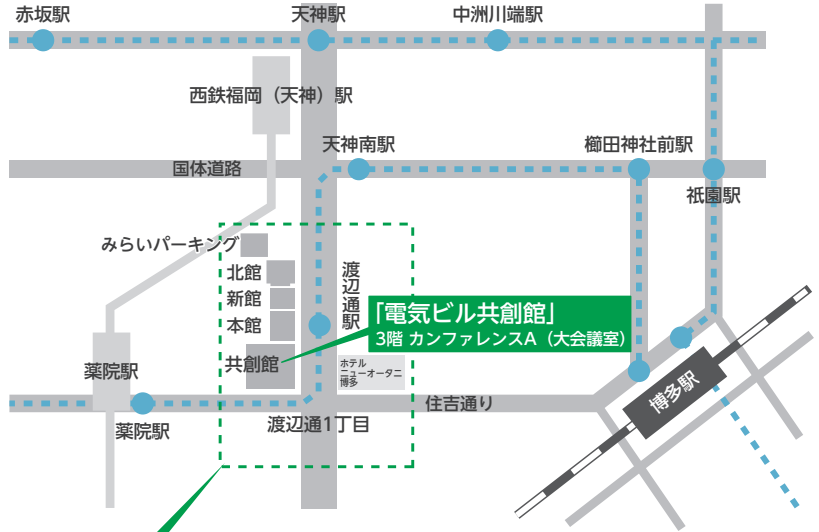 赤坂駅
天神駅
中洲川端駅
西鉄福岡（天神）駅
天神南駅
櫛田神社前駅
国体道路
祇園駅
みらいパーキング
北館
新館
本館
共創館
渡辺通駅
「電気ビル共創館」
3階 カンファレンスA（大会議室）
ホテル
ニューオータニ
博多
薬院駅
博多駅
住吉通り
渡辺通1丁目
薬院駅